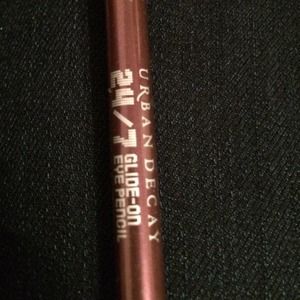 URBAN DECAY
24/7
GLIDE-ON
EYE PENCIL